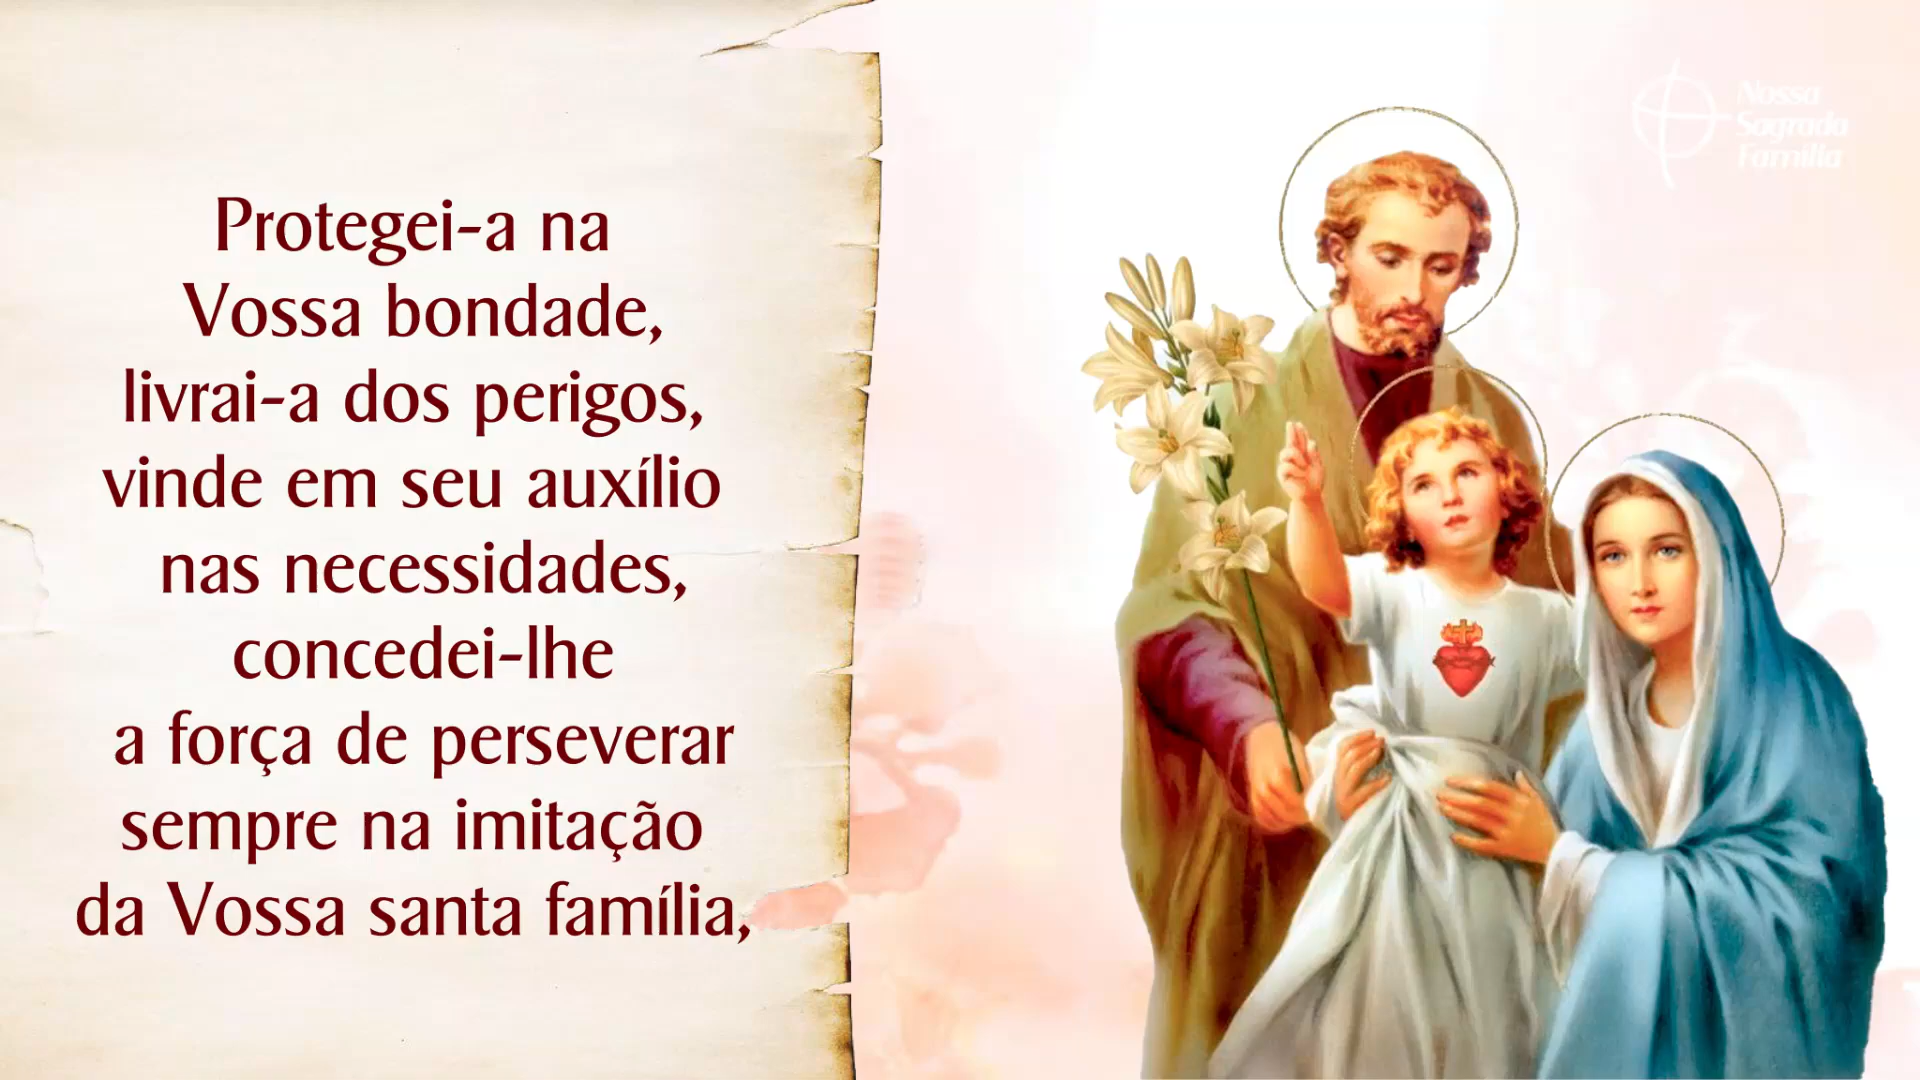 Protegei-a na
Vossa bondade,
livrai-a dos perigos,
vinde em seu auxílio
nas necessidades,
concedei-lhe
a força de perseverar
sempre na imitação
da Vossa santa família,
Nossa
Sagrada
Família